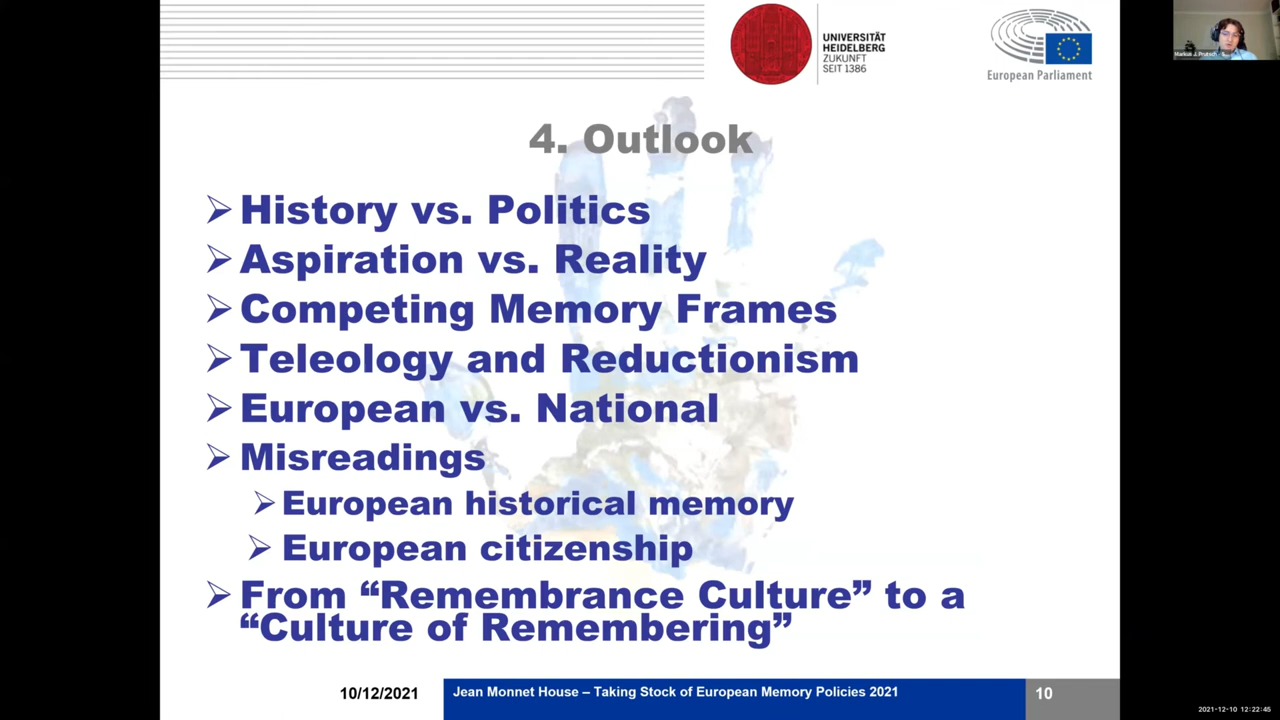 UNIVERSITÄT
HEIDELBERG
ZUKUNFT
SEIT 1386
European Parliament
4. Outlook
History vs. Politics
Aspiration vs. Reality
Competing Memory Frames
Teleology and Reductionism
European vs. National
Misreadings
European historical memory
European citizenship
From “Remembrance Culture” to a
“Culture of Remembering”
10/12/2021
Jean Monnet House – Taking Stock of European Memory Policies 2021
10
Markus J. Prutsch
2021-12-10 12:22:45